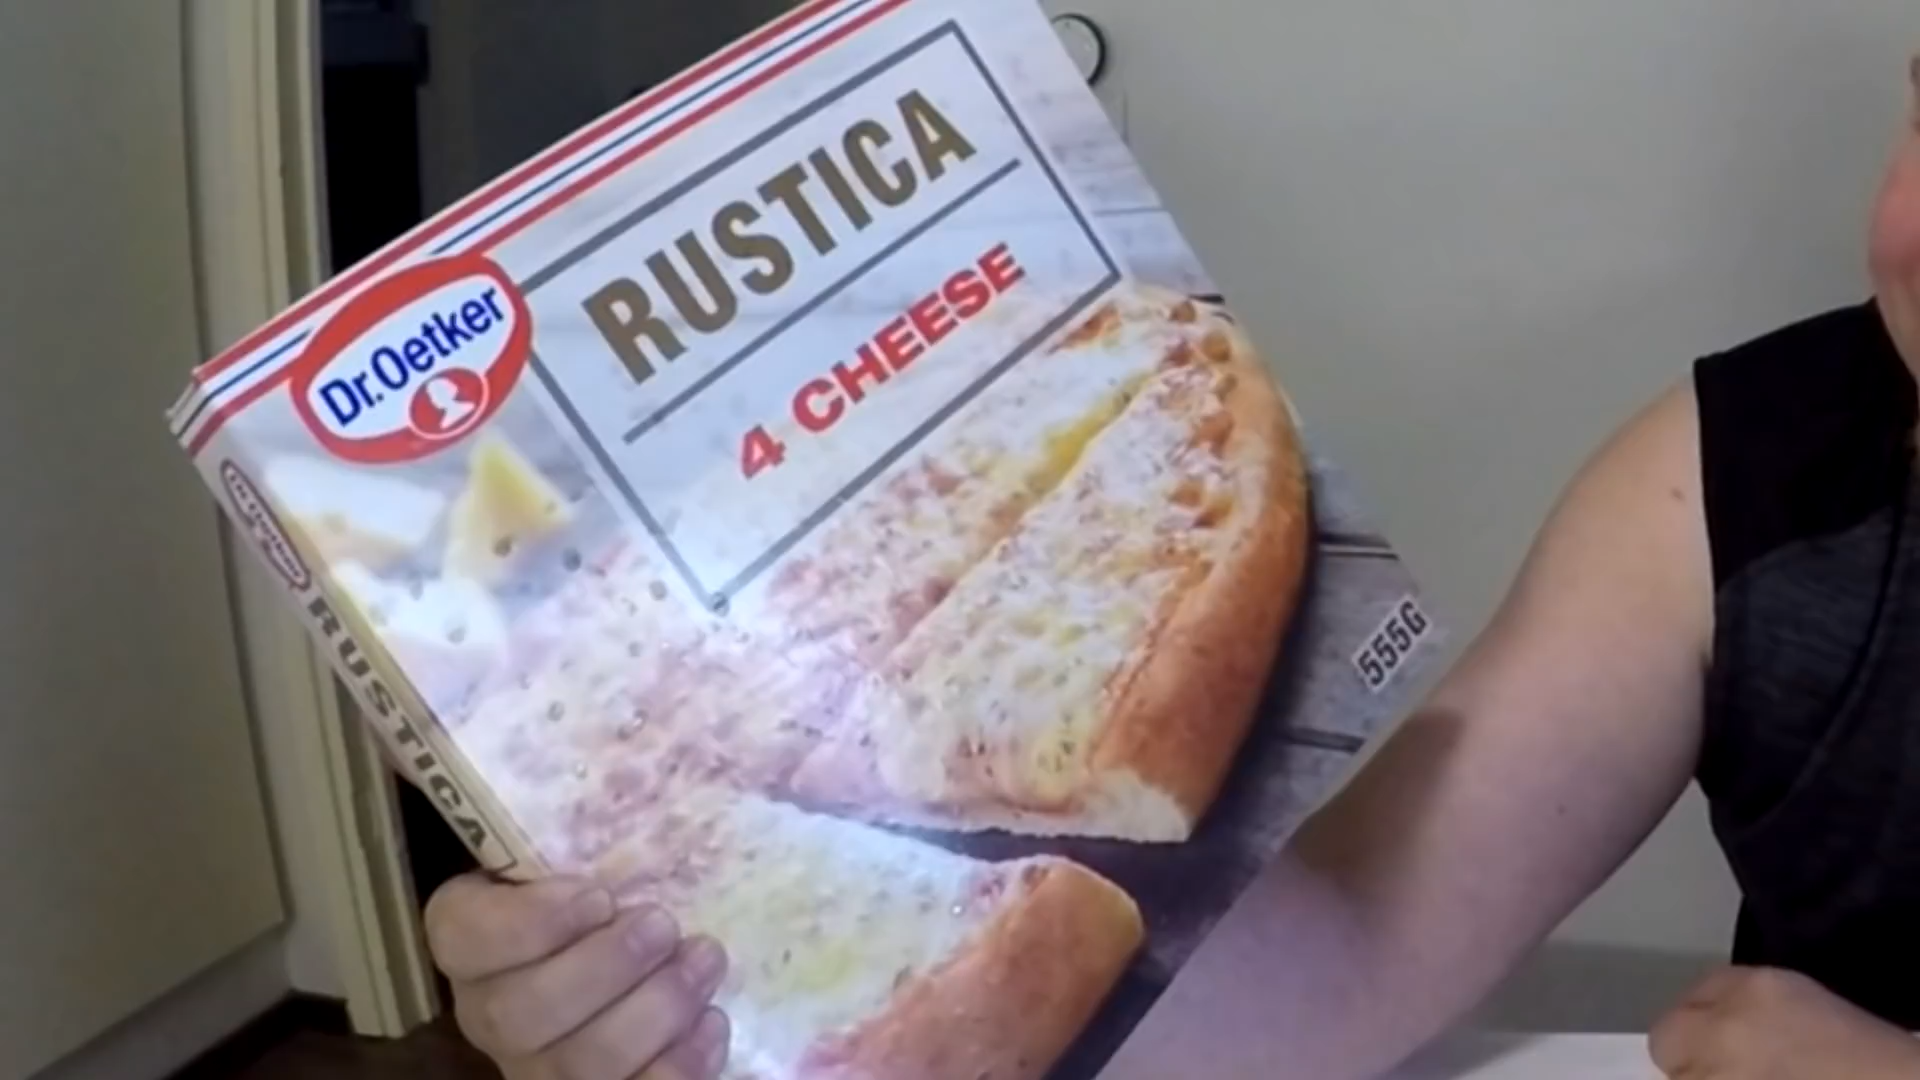 RUSTICA
4 CHEESE
Dr.Oetker
555G
RUSTICA